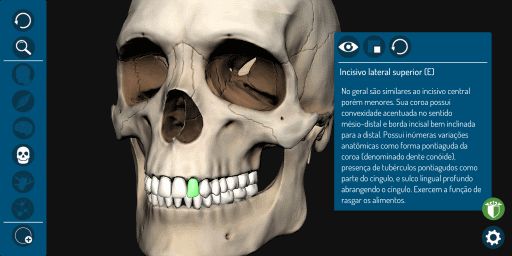 Incisivo lateral superior (E)
No geral são similares ao incisivo central
porém menores. Sua coroa possui
convexidade acentuada no sentido
mésio-distal e borda incisal bem inclinada
para a distal. Possui inúmeras variações
anatômicas como forma pontiaguda da
coroa (denominado dente conóide),
presença de tubérculos pontiagudos como
parte do cíngulo, e sulco lingual profundo
abrangendo o cíngulo. Exercem a função de
rasgar os alimentos.